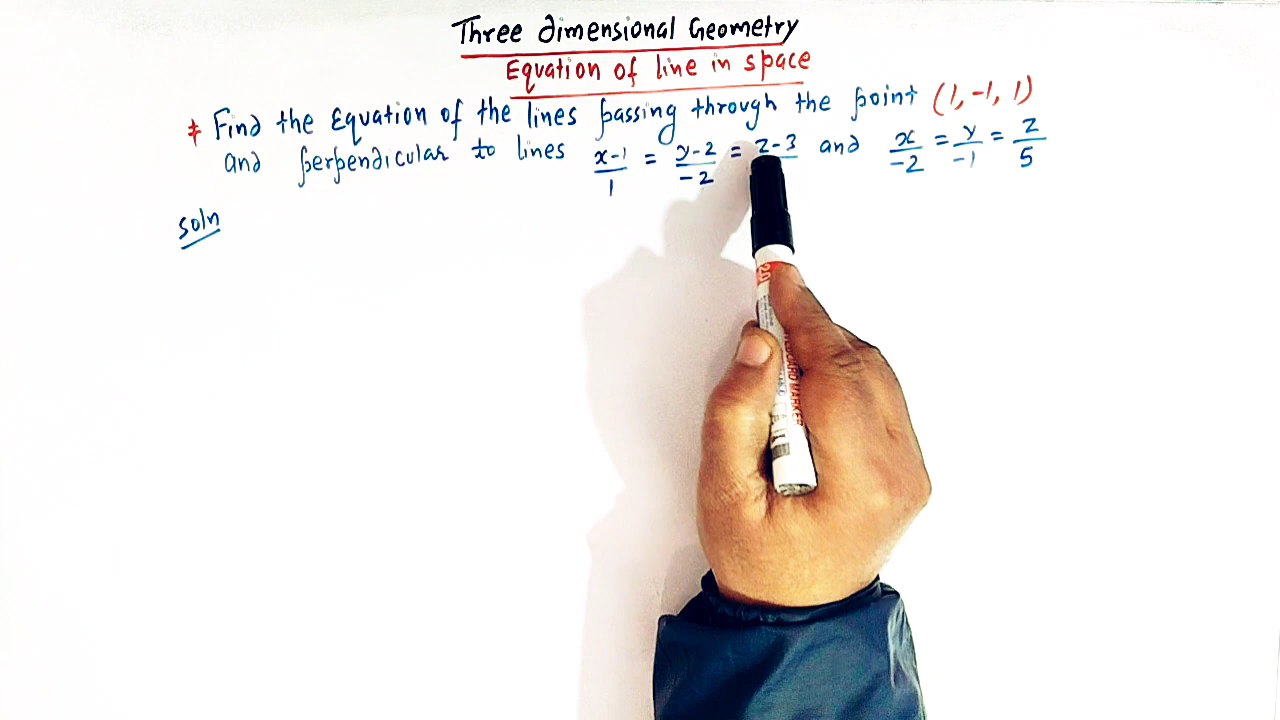 Three dimensional Geometry
Equation of line in space
* Find the Equation of the lines passing through the point (1, -1, 1)
and perpendicular to lines x-1/1 = y-2/-2 = z-3 and x/-2 = y/-1 = z/5
soln